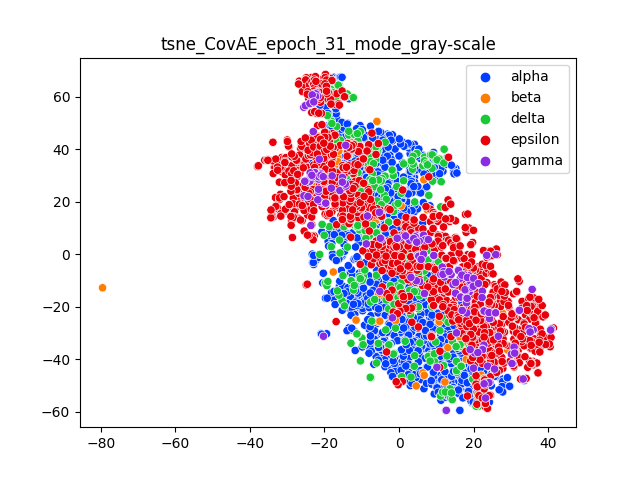 tsne_CovAE_epoch_31_mode_gray-scale
alpha
beta
delta
epsilon
gamma
60
40
20
0
−20
−40
−60
−80 −60 −40 −20 0 20 40